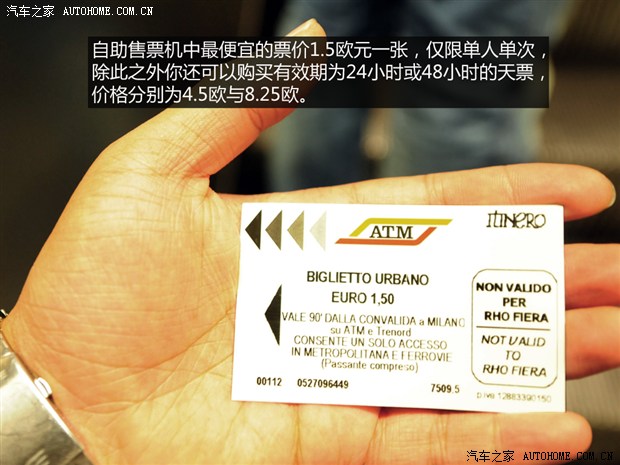 汽车之家 AUTOHOME.COM.CN
自助售票机中最便宜的票价1.5欧元一张，仅限单人单次，
除此之外你还可以购买有效期为24小时或48小时的天票，
价格分别为4.5欧与8.25欧。
ATM
ITINERO
BIGLIETTO URBANO
EURO 1,50
VALE 90' DALLA CONVALIDA a MILANO
su ATM e Trenord
CONSENTE UN SOLO ACCESSO
IN METROPOLITANA E FERROVIE
(Passante compreso)
00112 0527096449 7509.5
NON VALIDO
PER
RHO FIERA
NOT VALID
TO
RHO FIERA
p.iva 12883390150
汽车之家 AUTOHOME.COM.CN